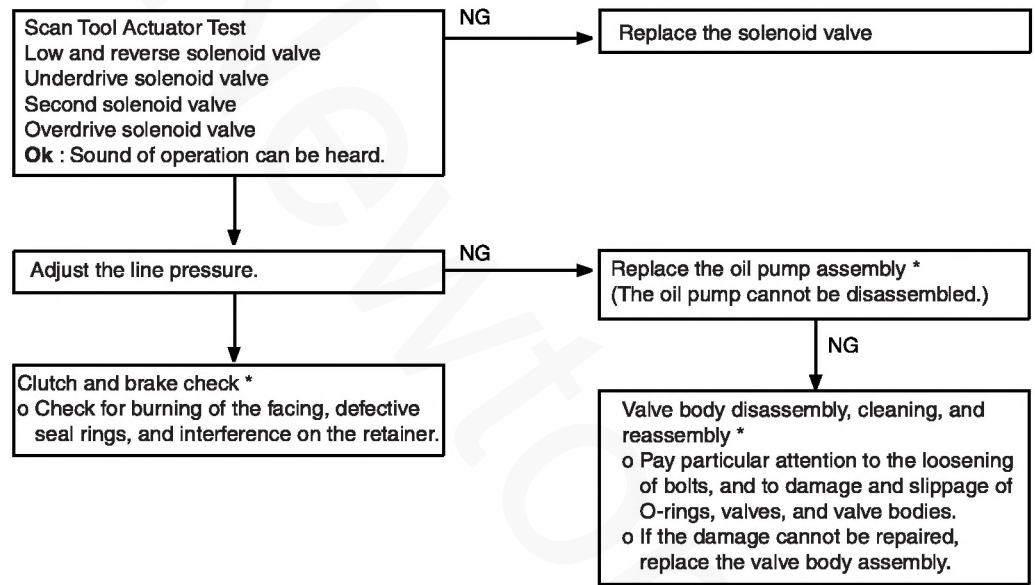 Scan Tool Actuator Test
Low and reverse solenoid valve
Underdrive solenoid valve
Second solenoid valve
Overdrive solenoid valve
Ok : Sound of operation can be heard.
NG
Replace the solenoid valve
Adjust the line pressure.
NG
Replace the oil pump assembly *
(The oil pump cannot be disassembled.)
NG
Clutch and brake check *
o Check for burning of the facing, defective
seal rings, and interference on the retainer.
Valve body disassembly, cleaning, and
reassembly *
o Pay particular attention to the loosening
of bolts, and to damage and slippage of
O-rings, valves, and valve bodies.
o If the damage cannot be repaired,
replace the valve body assembly.